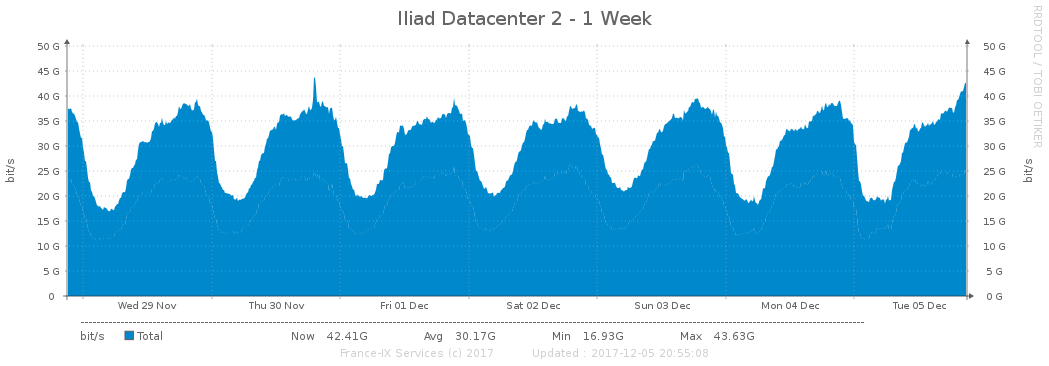 Iliad Datacenter 2 - 1 Week
RRDTOOL / TOBI OETIKER
bit/s
50 G 50 G
45 G 45 G
40 G 40 G
35 G 35 G
30 G 30 G
25 G 25 G
20 G 20 G
15 G 15 G
10 G 10 G
5 G 5 G
0 0 G
bit/s
Wed 29 Nov Thu 30 Nov Fri 01 Dec Sat 02 Dec Sun 03 Dec Mon 04 Dec Tue 05 Dec
bit/s Total Now 42.41G Avg 30.17G Min 16.93G Max 43.63G
France-IX Services (c) 2017 Updated : 2017-12-05 20:55:08